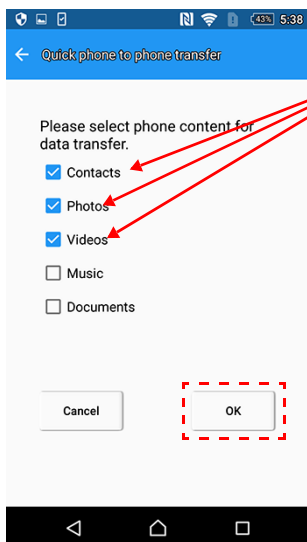 43% 5:38
Quick phone to phone transfer
Please select phone content for
data transfer.
Contacts
Photos
Videos
Music
Documents
Cancel OK